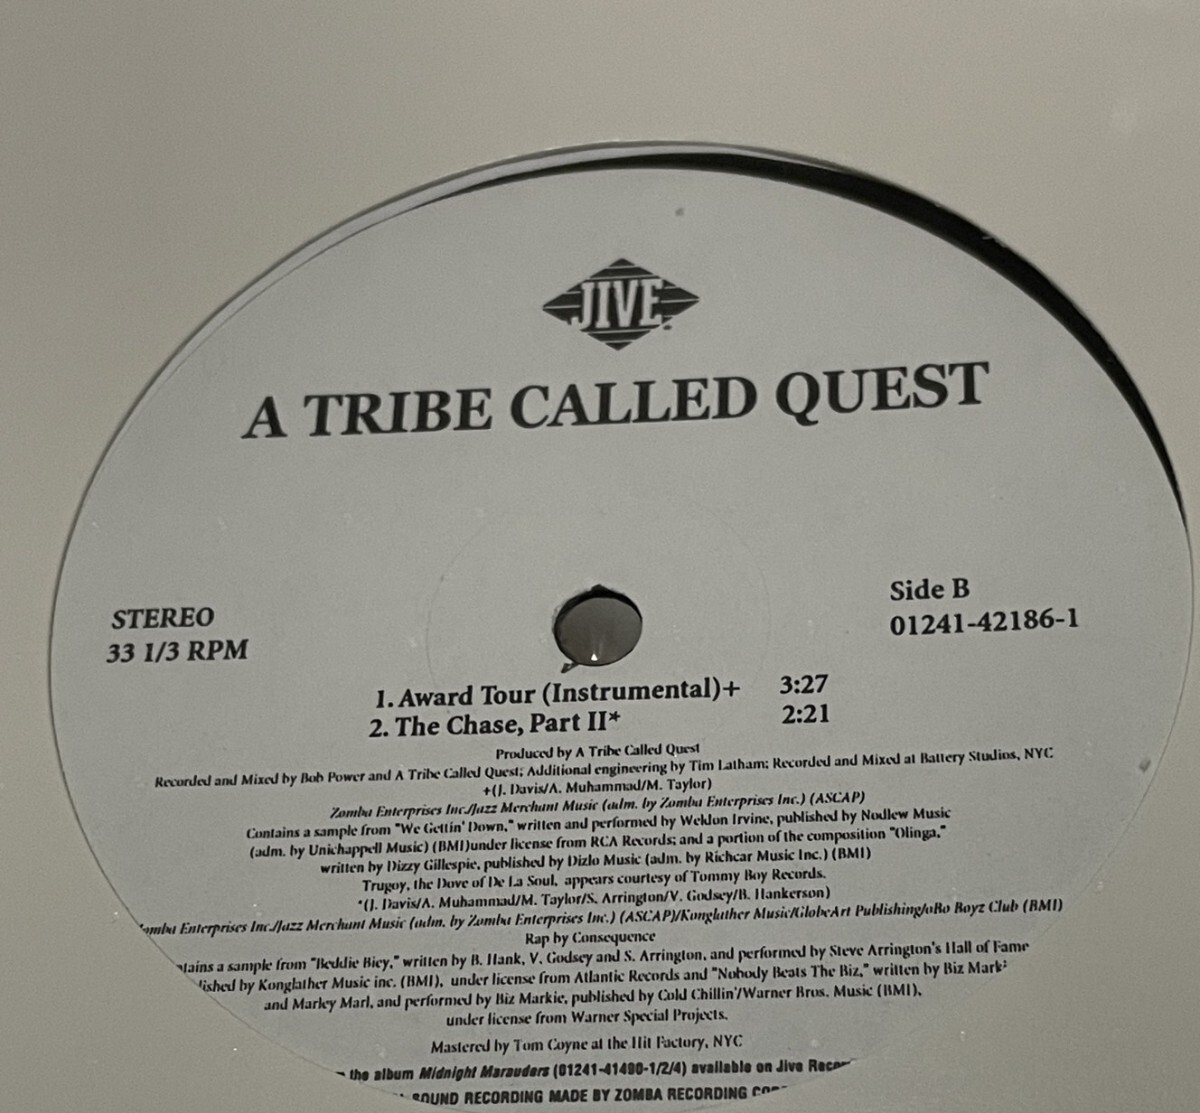 JIVE
A TRIBE CALLED QUEST
STEREO
33 1/3 RPM
Side B
01241-42186-1
1. Award Tour (Instrumental)+ 3:27
2. The Chase, Part II* 2:21
Produced by A Tribe Called Quest
Recorded and Mixed by Bob Power and A Tribe Called Quest; Additional engineering by Tim Latham; Recorded and Mixed at Battery Studios, NYC
+(J. Davis/A. Muhammad/M. Taylor)
Zomba Enterprises Inc./Jazz Merchant Music (adm. by Zomba Enterprises Inc.) (ASCAP)
Contains a sample from "We Gettin' Down," written and performed by Weldon Irvine, published by Nodlew Music
(adm. by Unichappell Music) (BMI)under license from RCA Records; and a portion of the composition "Olinga,"
written by Dizzy Gillespie, published by Dizlo Music (adm. by Richcar Music Inc.) (BMI)
Trugoy, the Dove of De La Soul, appears courtesy of Tommy Boy Records.
*(J. Davis/A. Muhammad/M. Taylor/S. Arrington/V. Godsey/B. Hankerson)
omba Enterprises Inc./Jazz Merchant Music (adm. by Zomba Enterprises Inc.) (ASCAP)/Konglather Music/GlobeArt Publishing/oBo Boyz Club (BMI)
Rap by Consequence
tains a sample from "Beddie Biey," written by B. Hank, V. Godsey and S. Arrington, and performed by Steve Arrington's Hall of Fame
lished by Konglather Music inc. (BMI), under license from Atlantic Records and "Nobody Beats The Biz," written by Biz Mark
and Marley Marl, and performed by Biz Markie, published by Cold Chillin'/Warner Bros. Music (BMI),
under license from Warner Special Projects.
Mastered by Tom Coyne at the Hit Factory, NYC
the album Midnight Marauders (01241-41490-1/2/4) available on Jive Recor
SOUND RECORDING MADE BY ZOMBA RECORDING COR